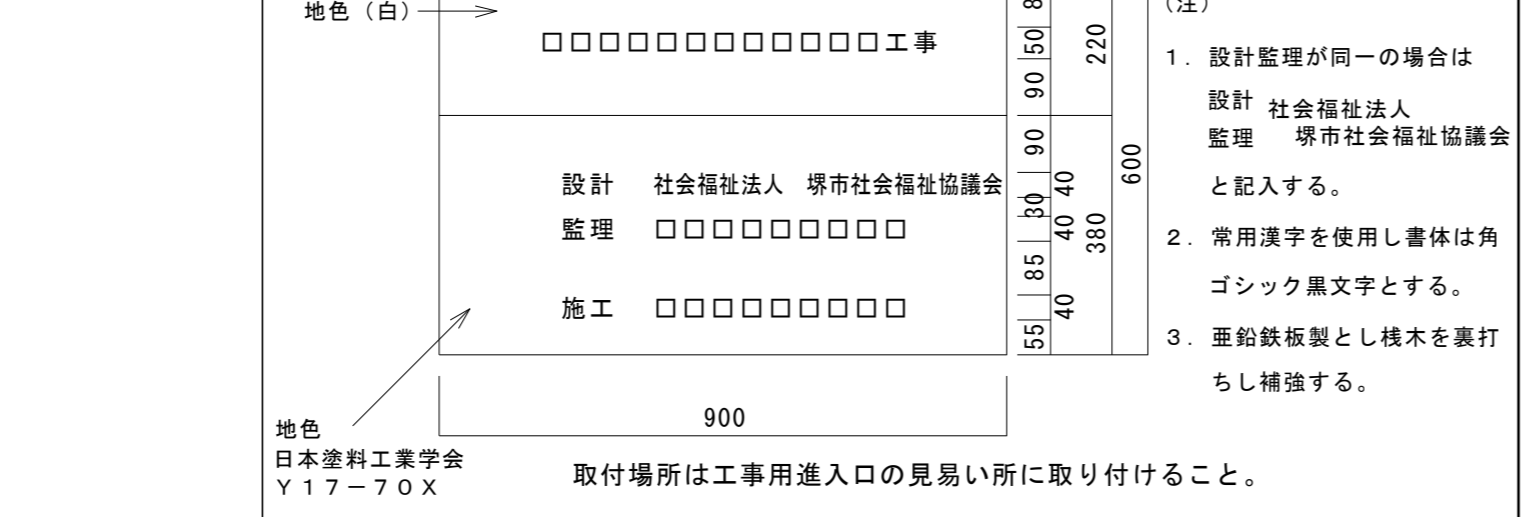 地色（白）
□□□□□□□□□□□□工事
設計 社会福祉法人 堺市社会福祉協議会
監理 □□□□□□□□□
施工 □□□□□□□□□
50
90
220
90
40
30
40
85
40
55
380
600
900
地色
日本塗料工業学会
Ｙ１７－７０Ｘ
取付場所は工事用進入口の見易い所に取り付けること。
（注）
１．設計監理が同一の場合は
設計 社会福祉法人
監理 堺市社会福祉協議会
と記入する。
２．常用漢字を使用し書体は角
ゴシック黒文字とする。
３．亜鉛鉄板製とし桟木を裏打
ちし補強する。